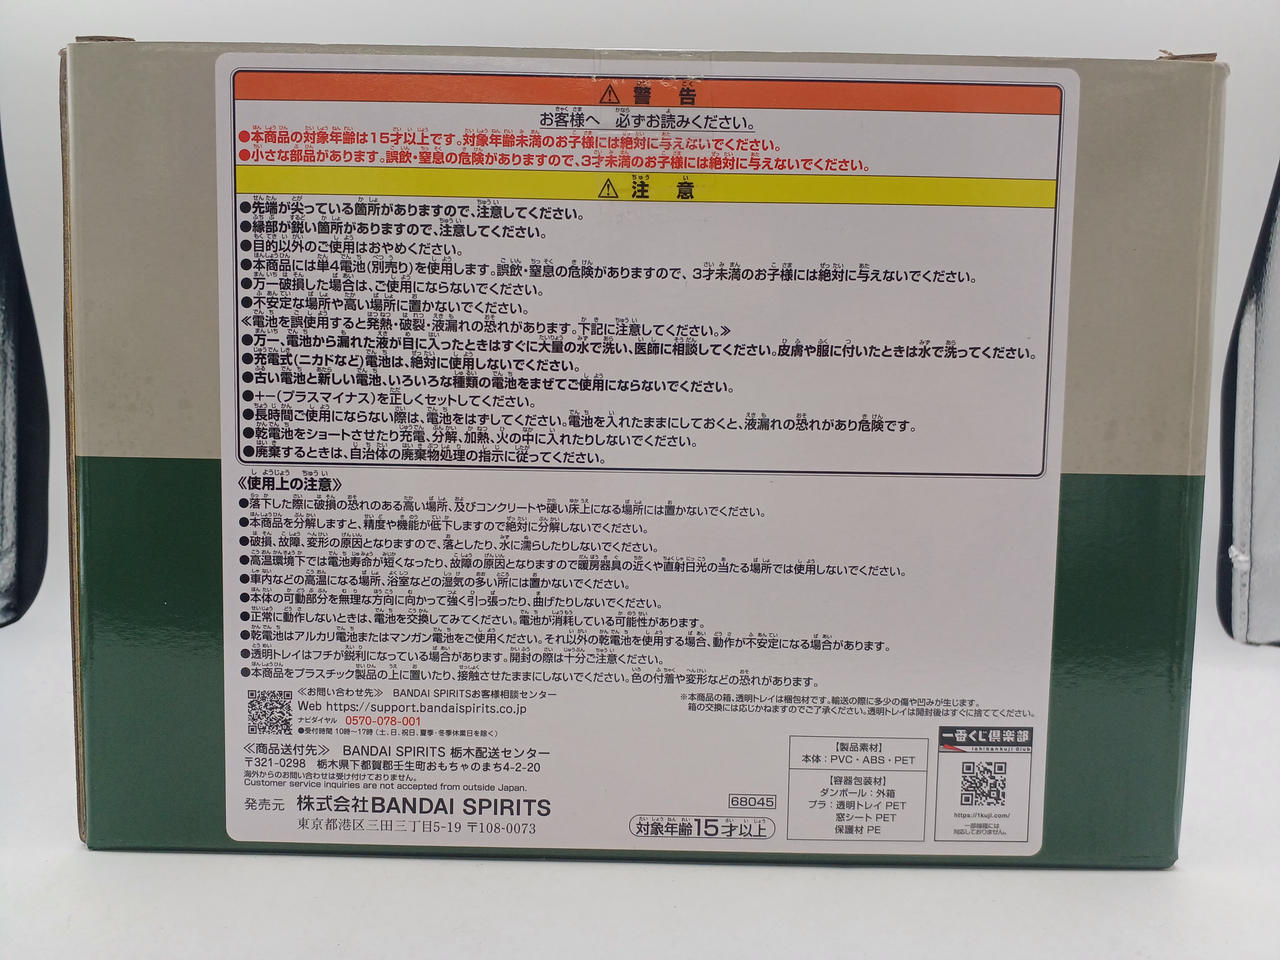 ⚠ 警告
お客様へ 必ずお読みください。
●本商品の対象年齢は15才以上です。対象年齢未満のお子様には絶対に与えないでください。
●小さな部品があります。誤飲・窒息の危険がありますので、3才未満のお子様には絶対に与えないでください。
⚠ 注意
●先端が尖っている箇所がありますので、注意してください。
●縁部が鋭い箇所がありますので、注意してください。
●目的以外のご使用はおやめください。
●本商品には単4電池(別売り)を使用します。誤飲・窒息の危険がありますので、3才未満のお子様には絶対に与えないでください。
●万一破損した場合は、ご使用にならないでください。
●不安定な場所や高い場所に置かないでください。
≪電池を誤使用すると発熱・破裂・液漏れの恐れがあります。下記に注意してください。≫
●万一、電池から漏れた液が目に入ったときはすぐに大量の水で洗い、医師に相談してください。皮膚や服に付いたときは水で洗ってください。
●充電式(ニカドなど)電池は、絶対に使用しないでください。
●古い電池と新しい電池、いろいろな種類の電池をまぜてご使用にならないでください。
●+−(プラスマイナス)を正しくセットしてください。
●長時間ご使用にならない際は、電池をはずしてください。電池を入れたままにしておくと、液漏れの恐れがあり危険です。
●乾電池をショートさせたり充電、分解、加熱、火の中に入れたりしないでください。
●廃棄するときは、自治体の廃棄物処理の指示に従ってください。
≪使用上の注意≫
●落下した際に破損の恐れのある高い場所、及びコンクリートや硬い床上になる場所には置かないでください。
●本商品を分解しますと、精度や機能が低下しますので絶対に分解しないでください。
●破損、故障、変形の原因となりますので、落としたり、水に濡らしたりしないでください。
●高温環境下では電池寿命が短くなったり、故障の原因となりますので暖房器具の近くや直射日光の当たる場所では使用しないでください。
●車内などの高温になる場所、浴室などの湿気の多い所には置かないでください。
●本体の可動部分を無理な方向に向かって強く引っ張ったり、曲げたりしないでください。
●正常に動作しないときは、電池を交換してみてください。電池が消耗している可能性があります。
●乾電池はアルカリ電池またはマンガン電池をご使用ください。それ以外の乾電池を使用する場合、動作が不安定になる場合があります。
●透明トレイはフチが鋭利になっている場合があります。開封の際は十分ご注意ください。
●本商品をプラスチック製品の上に置いたり、接触させたままにしないでください。色の付着や変形などの恐れがあります。
≪お問い合わせ先≫ BANDAI SPIRITSお客様相談センター
Web https://support.bandaispirits.co.jp
ナビダイヤル 0570-078-001
●受付時間 10時〜17時(土、日、祝日、夏季・冬季休業日を除く)
※本商品の箱、透明トレイは梱包材です。輸送の際に多少の傷や凹みが生じます。
箱の交換には応じかねますのでご了承ください。透明トレイは開封後はすぐに捨ててください。
≪商品送付先≫ BANDAI SPIRITS 栃木配送センター
〒321-0298 栃木県下都賀郡壬生町おもちゃのまち4-2-20
海外からのお問い合わせは受け付けておりません。
Customer service inquiries are not accepted from outside Japan.
発売元 株式会社BANDAI SPIRITS
東京都港区三田三丁目5-19 〒108-0073
68045
対象年齢15才以上
【製品素材】
本体：PVC・ABS・PET
【容器包装材】
ダンボール：外箱
プラ：透明トレイ PET
窓シート PET
保護材 PE
一番くじ倶楽部
Ichibankuji Club
https://1kuji.com/
一部機種には
対応しておりません。